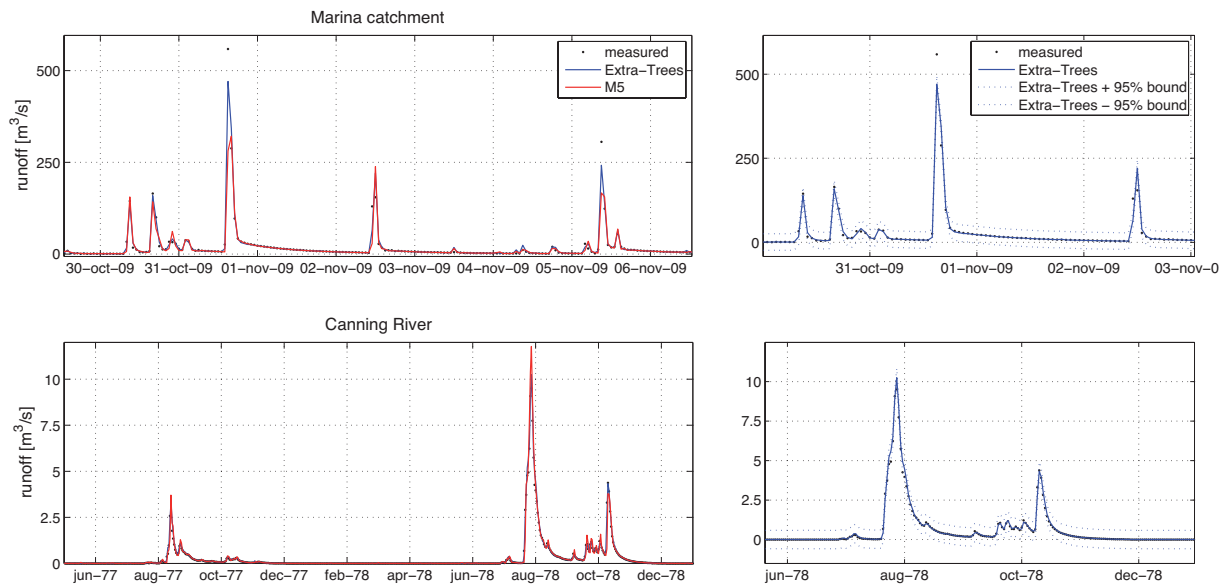 Marina catchment
measured
Extra−Trees
M5
500
250
0
runoff [m3/s]
30−oct−09 31−oct−09 01−nov−09 02−nov−09 03−nov−09 04−nov−09 05−nov−09 06−nov−09
measured
Extra−Trees
Extra−Trees + 95% bound
Extra−Trees − 95% bound
500
250
0
31−oct−09 01−nov−09 02−nov−09 03−nov−0
Canning River
10
7.5
5
2.5
0
runoff [m3/s]
jun−77 aug−77 oct−77 dec−77 feb−78 apr−78 jun−78 aug−78 oct−78 dec−78
10
7.5
5
2.5
0
jun−78 aug−78 oct−78 dec−78